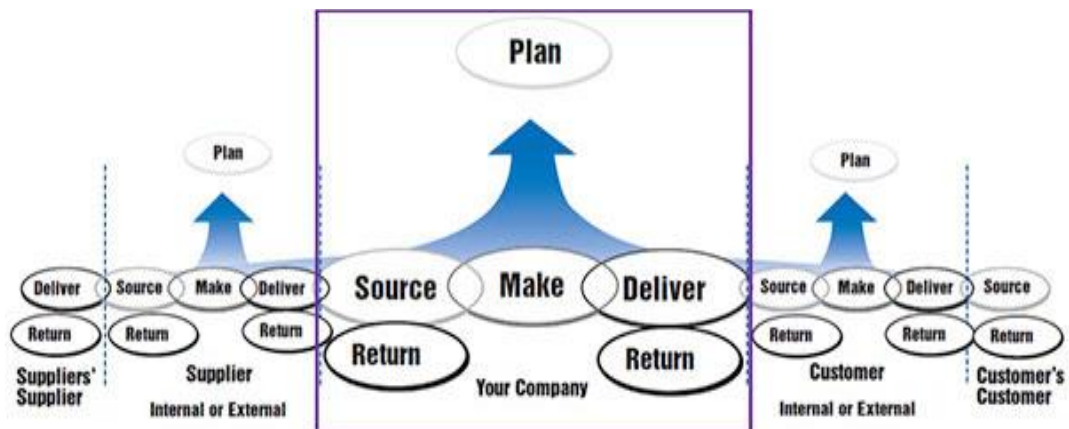 Plan
Plan
Plan
Deliver Source Make Deliver Source Make Deliver Source Make Deliver Source
Return Return Return Return Return Return Return Return
Suppliers'
Supplier
Supplier
Internal or External
Your Company
Customer
Internal or External
Customer's
Customer